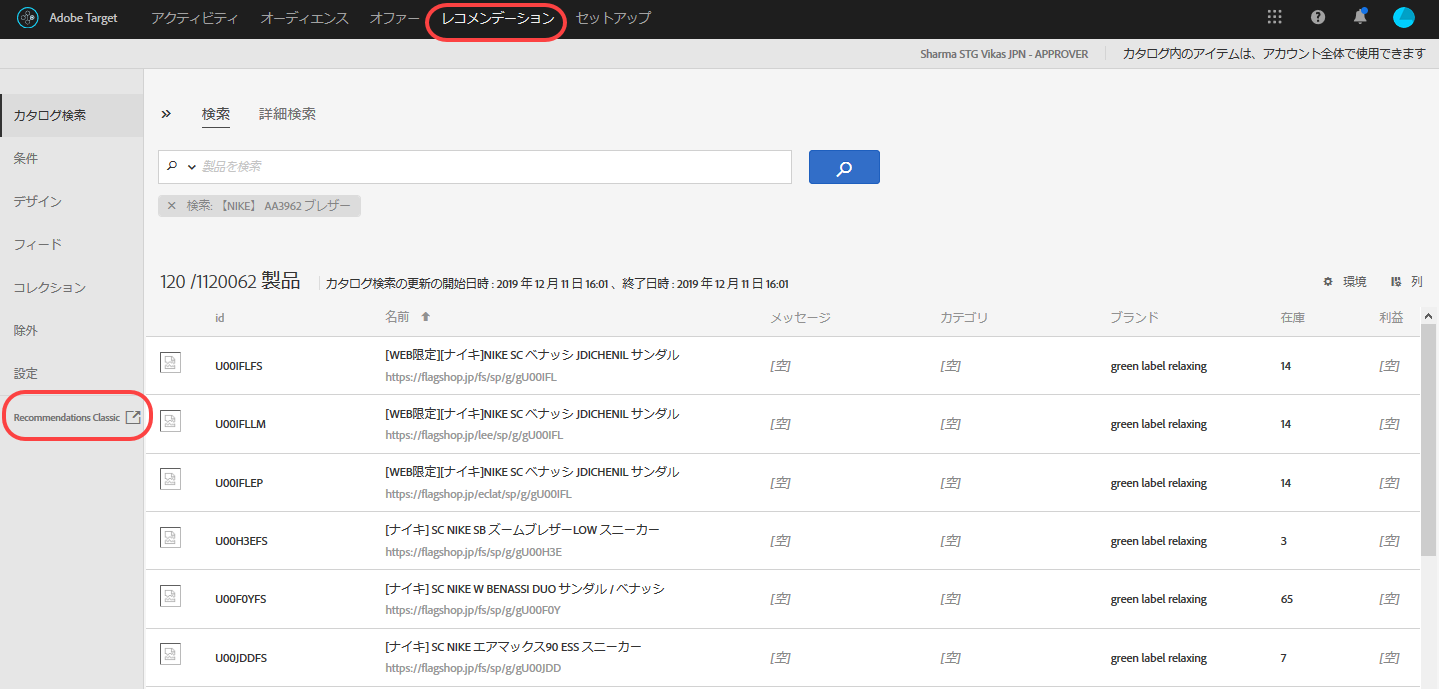 Adobe Target アクティビティ オーディエンス オファー レコメンデーション セットアップ
Sharma STG Vikas JPN - APPROVER カタログ内のアイテムは、アカウント全体で使用できます
カタログ検索
条件
デザイン
フィード
コレクション
除外
設定
Recommendations Classic
検索 詳細検索
製品を検索
× 検索: 【NIKE】 AA3962 ブレザー
120 /1120062 製品 カタログ検索の更新の開始日時 : 2019 年 12 月 11 日 16:01 、終了日時 : 2019 年 12 月 11 日 16:01 環境 列
id 名前 メッセージ カテゴリ ブランド 在庫 利益
U00IFLFS [WEB限定][ナイキ]NIKE SC ベナッシ JDICHENIL サンダル [空] [空] green label relaxing 14 [空]
https://flagshop.jp/fs/sp/g/gU00IFL
U00IFLLM [WEB限定][ナイキ]NIKE SC ベナッシ JDICHENIL サンダル [空] [空] green label relaxing 14 [空]
https://flagshop.jp/lee/sp/g/gU00IFL
U00IFLEP [WEB限定][ナイキ]NIKE SC ベナッシ JDICHENIL サンダル [空] [空] green label relaxing 14 [空]
https://flagshop.jp/eclat/sp/g/gU00IFL
U00H3EFS [ナイキ] SC NIKE SB ズームブレザーLOW スニーカー [空] [空] green label relaxing 3 [空]
https://flagshop.jp/fs/sp/g/gU00H3E
U00F0YFS [ナイキ] SC NIKE W BENASSI DUO サンダル / ベナッシ [空] [空] green label relaxing 65 [空]
https://flagshop.jp/fs/sp/g/gU00F0Y
U00JDDFS [ナイキ] SC NIKE エアマックス90 ESS スニーカー [空] [空] green label relaxing 7 [空]
https://flagshop.jp/fs/sp/g/gU00JDD